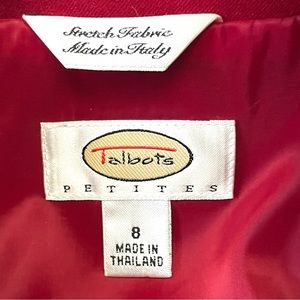 Stretch Fabric
Made in Italy
Talbots
PETITES
8
MADE IN
THAILAND